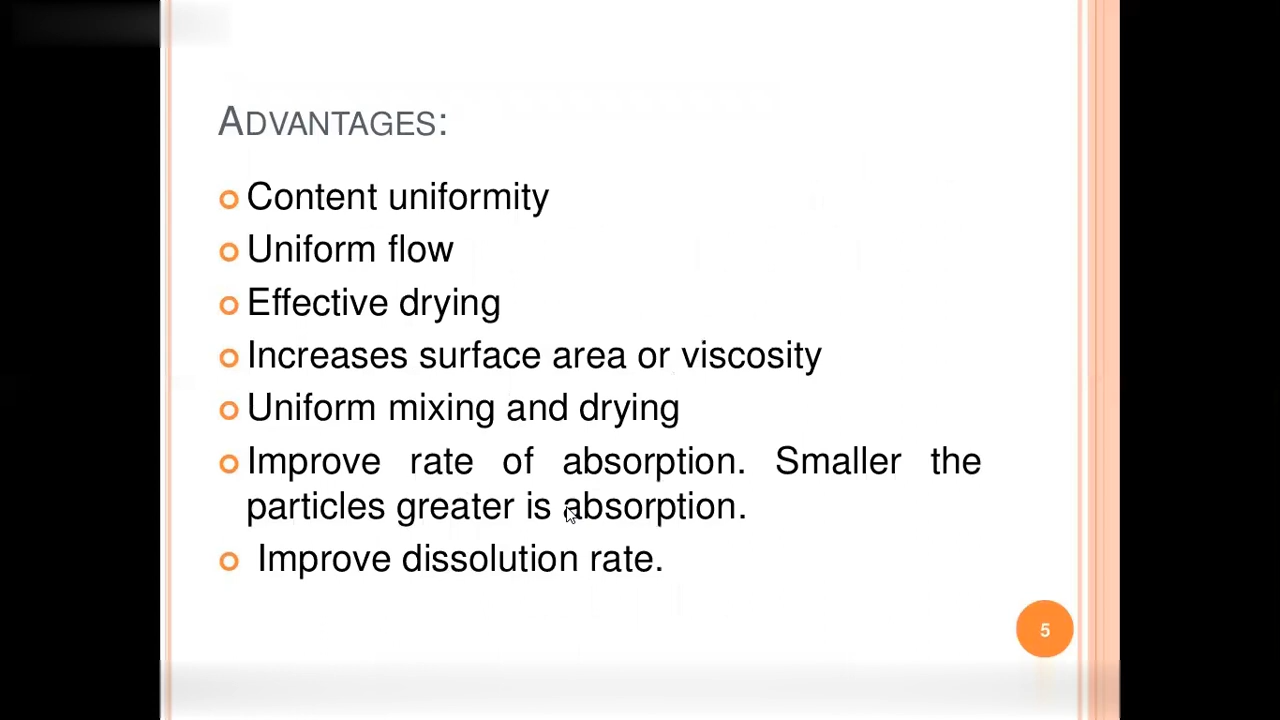 ADVANTAGES:
Content uniformity
Uniform flow
Effective drying
Increases surface area or viscosity
Uniform mixing and drying
Improve rate of absorption. Smaller the
particles greater is absorption.
Improve dissolution rate.
5